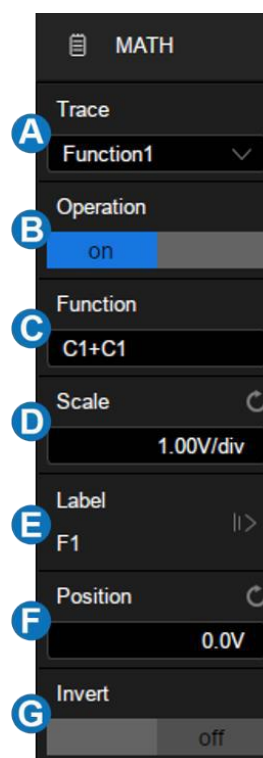 MATH
Trace
A
Function1
Operation
B
on
Function
C
C1+C1
Scale
D
1.00V/div
Label
E
F1
Position
F
0.0V
Invert
G
off